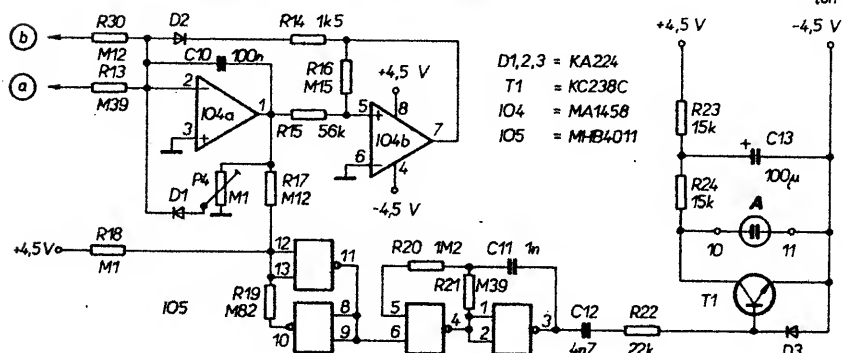 b
R30
M12
R13
M39
a
D2
R14
1k5
C10
100n
2
3
IO4a
1
R15
56k
R16
M15
+4,5 V
8
5
6
IO4b
7
4
-4,5 V
D1,2,3 = KA224
T1 = KC238C
IO4 = MA1458
IO5 = MHB4011
+4,5 V
-4,5 V
R23
15k
C13
+
100µ
R24
15k
A
10
11
T1
D3
D1
P4
M1
R17
M12
+4,5V
R18
M1
12
13
11
R19
M82
10
8
9
IO5
R20
1M2
C11
1n
R21
M39
5
6
4
1
2
3
C12
4n7
R22
22k